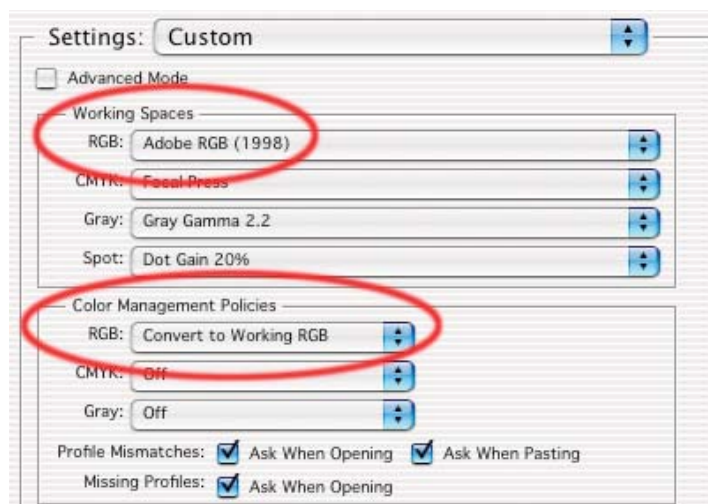 Settings: Custom
Advanced Mode
Working Spaces
RGB: Adobe RGB (1998)
CMYK: Focal Press
Gray: Gray Gamma 2.2
Spot: Dot Gain 20%
Color Management Policies
RGB: Convert to Working RGB
CMYK: Off
Gray: Off
Profile Mismatches: Ask When Opening Ask When Pasting
Missing Profiles: Ask When Opening